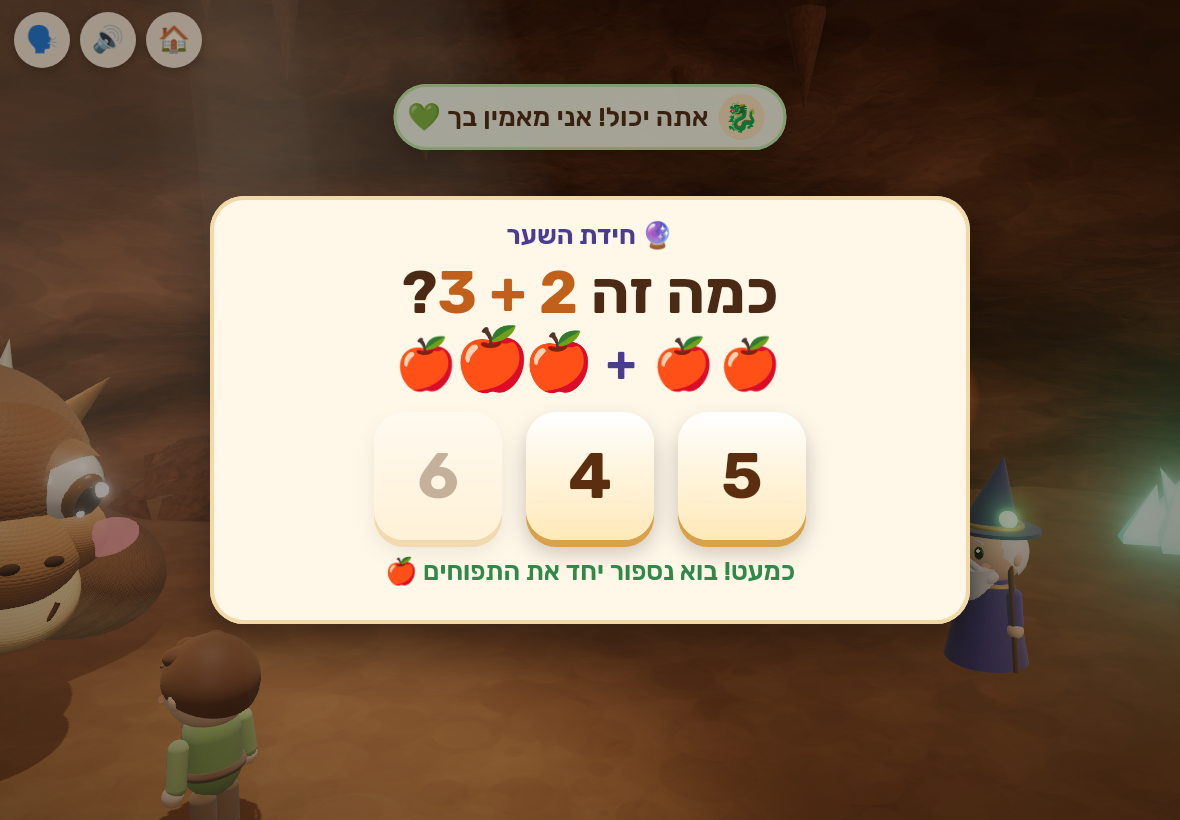 אתה יכול! אני מאמין בך 💚
🔮 חידת השער
כמה זה 2 + 3?
🍎🍎 + 🍎🍎🍎
5 4 6
כמעט! בוא נספור יחד את התפוחים 🍎